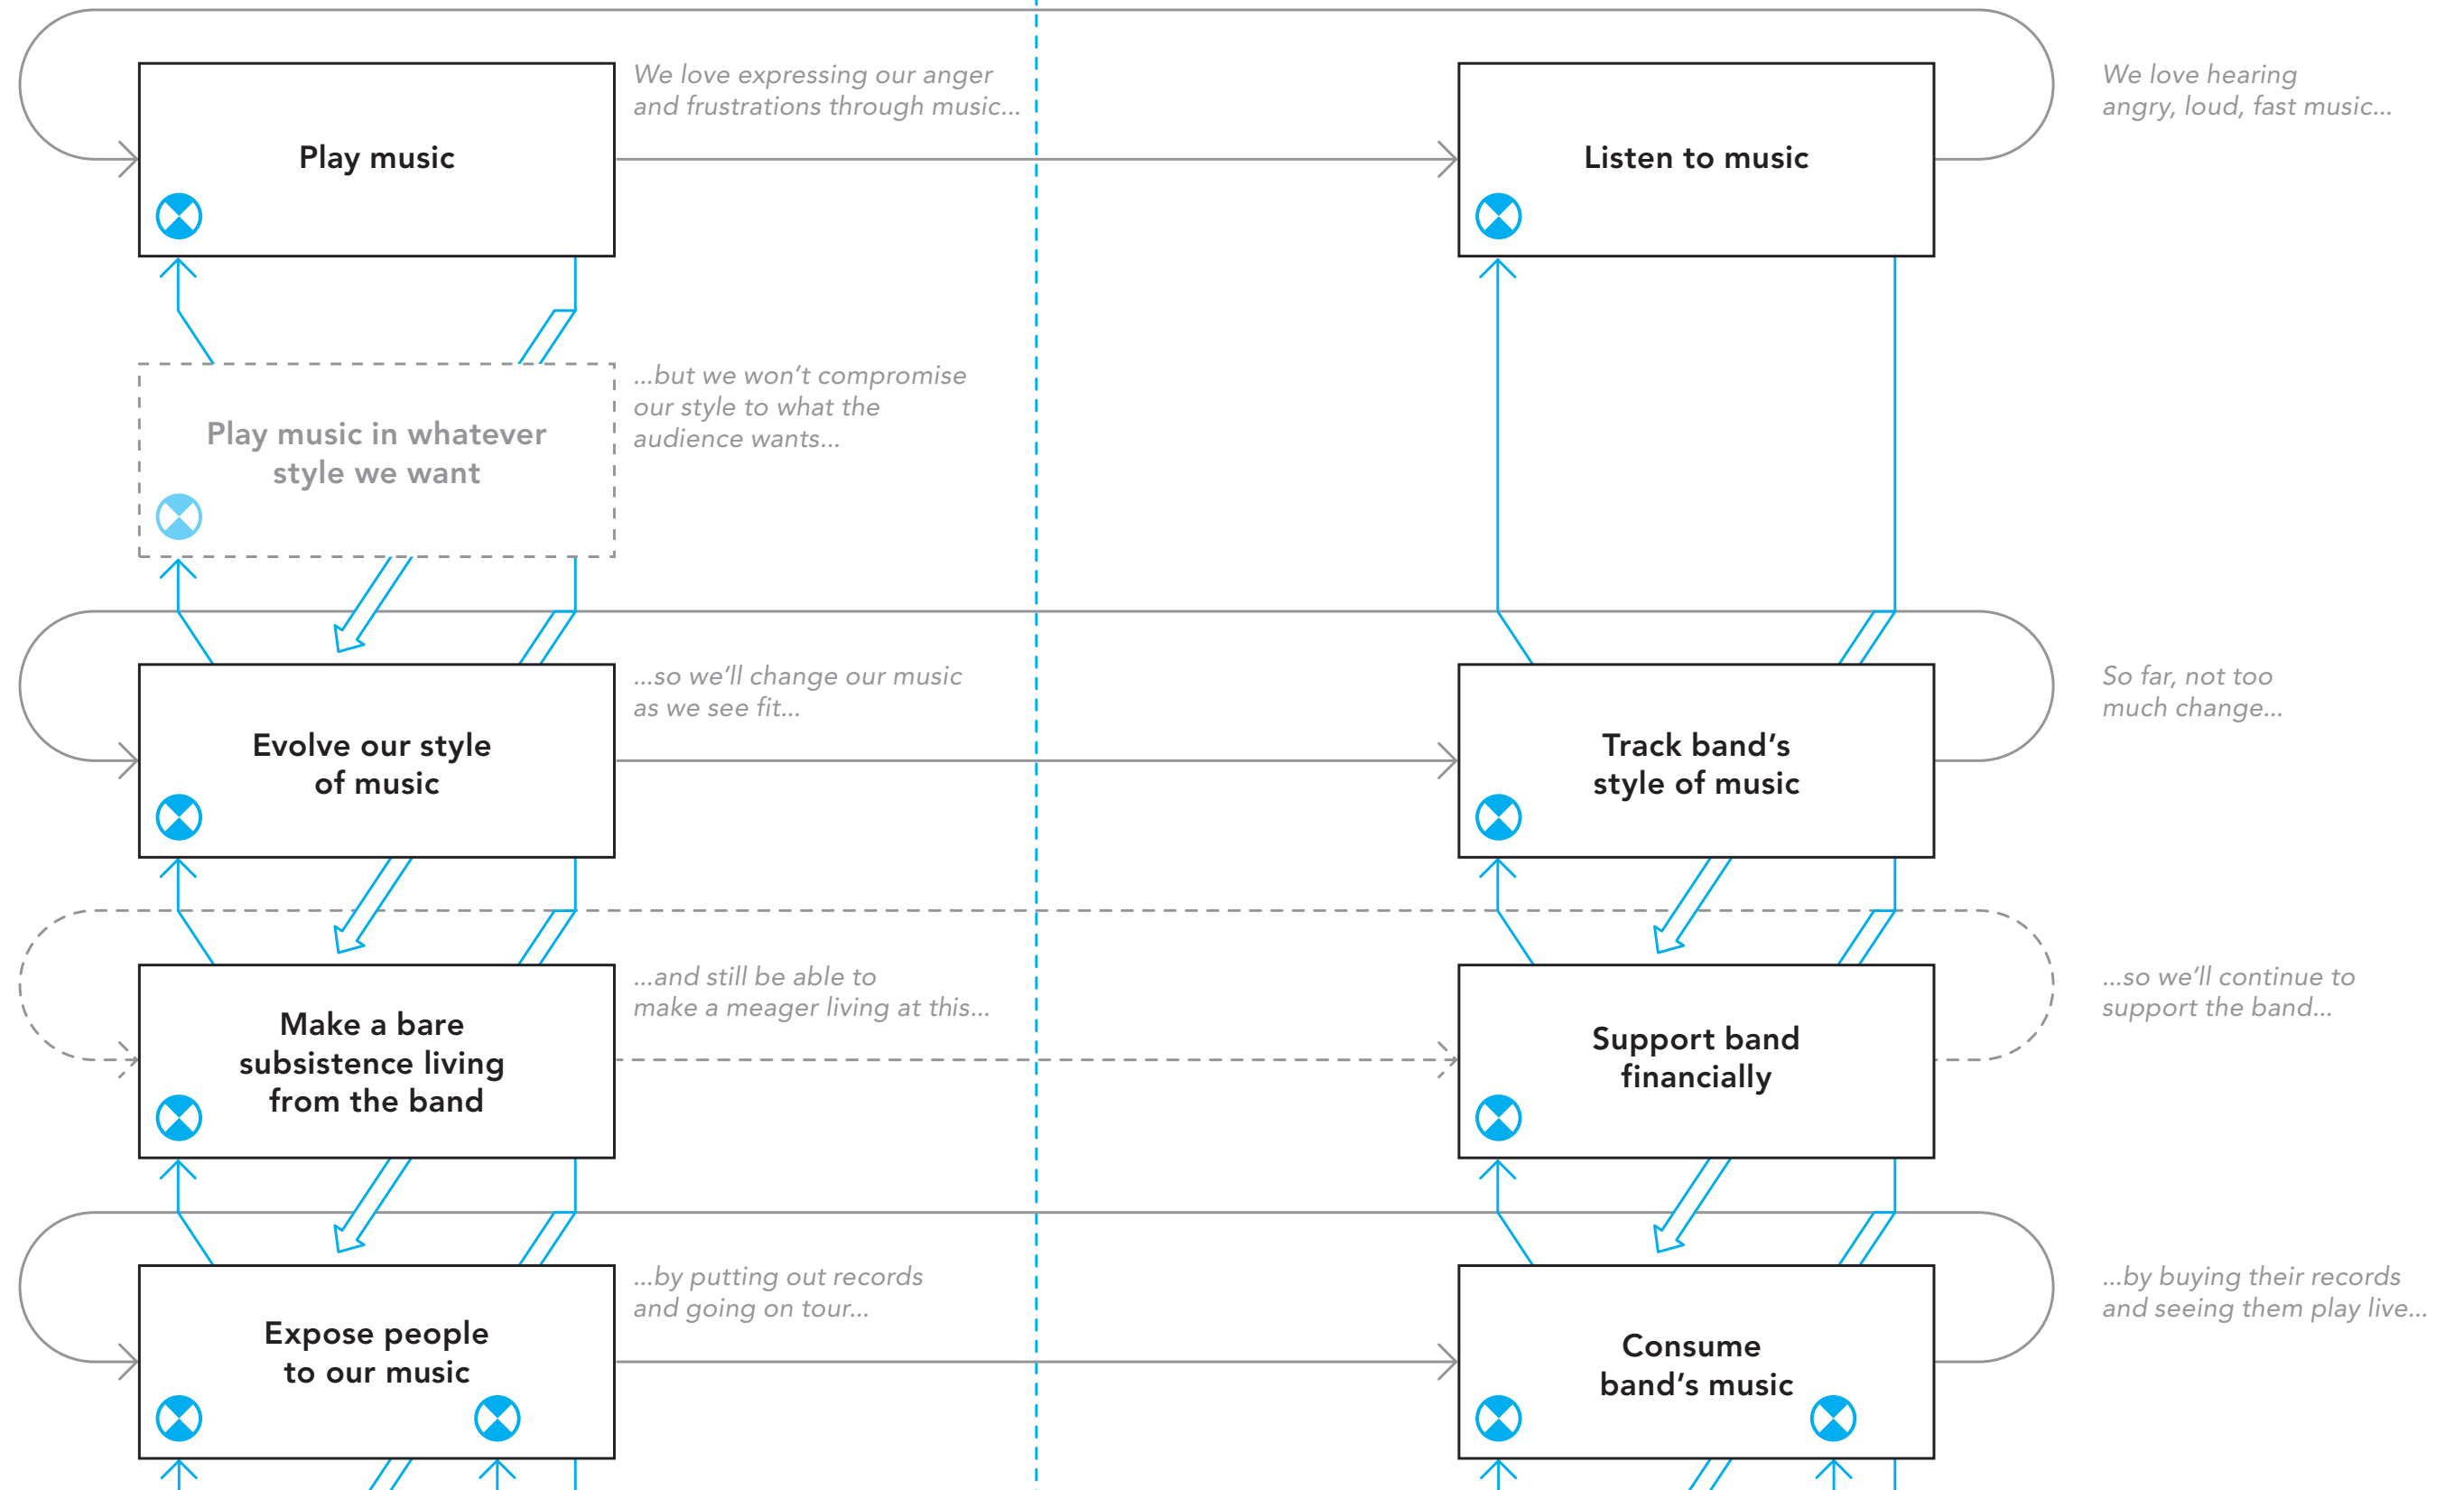 Play music
We love expressing our anger
and frustrations through music...
Listen to music
We love hearing
angry, loud, fast music...
Play music in whatever
style we want
...but we won’t compromise
our style to what the
audience wants...
Evolve our style
of music
...so we’ll change our music
as we see fit...
Track band’s
style of music
So far, not too
much change...
Make a bare
subsistence living
from the band
...and still be able to
make a meager living at this...
Support band
financially
...so we’ll continue to
support the band...
Expose people
to our music
...by putting out records
and going on tour...
Consume
band’s music
...by buying their records
and seeing them play live...